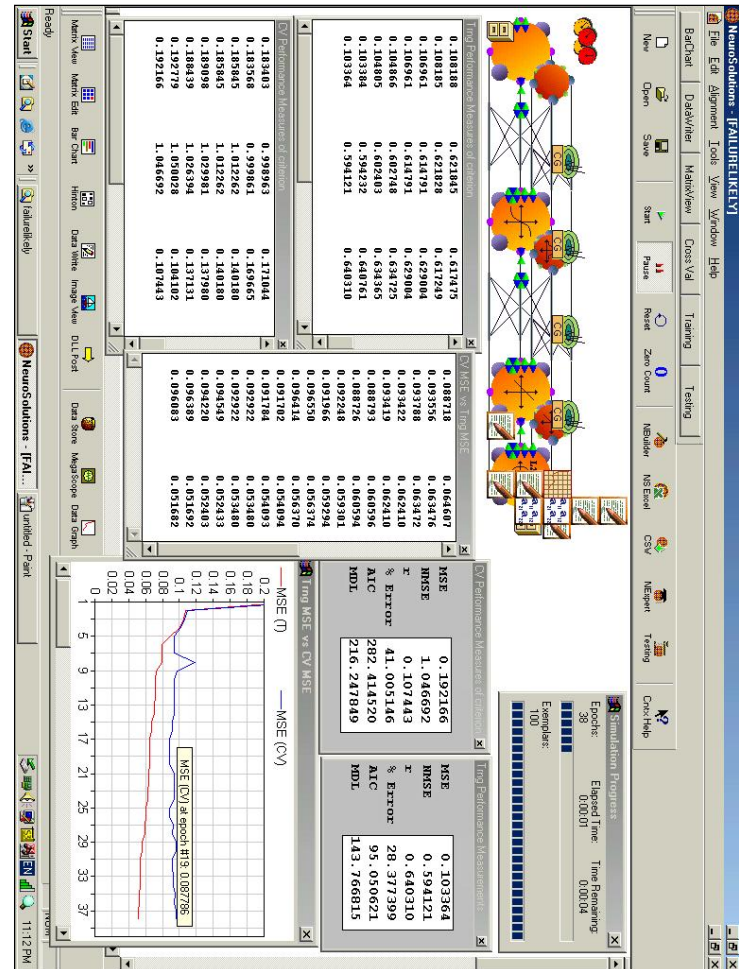 NeuroSolutions - [FAILURELIKELY]
File Edit Alignment Tools View Window Help
BarChart DataWriter MatrixView Cross Val Training Testing
New Open Save Start Pause Reset Zero Count NBuilder NSExcel CSW NExpert Testing Cntx Help
CG CG CG
Simulation Progress
Epochs: Elapsed Time: Time Remaining:
38 0:00:01 0:00:04
Exemplars:
100
Trng Performance Measures of criterion
0.108188 0.621845 0.617475
0.108185 0.621828 0.617249
0.106961 0.614791 0.629004
0.106961 0.614791 0.629004
0.104866 0.602748 0.634725
0.104805 0.602403 0.634365
0.103384 0.594232 0.640761
0.103364 0.594121 0.640310
CV Performance Measures of criterion
0.183403 0.998963 0.171044
0.183568 0.999861 0.169665
0.185845 1.012262 0.140180
0.185845 1.012262 0.140180
0.189098 1.029981 0.137980
0.188439 1.026394 0.137131
0.192779 1.050028 0.104102
0.192166 1.046692 0.107443
CV MSE vs Trng MSE
0.088718 0.064607
0.093556 0.063476
0.093788 0.063472
0.093422 0.062410
0.093419 0.062410
0.088793 0.060596
0.088726 0.060594
0.092248 0.059301
0.091966 0.059294
0.096550 0.056374
0.096414 0.056370
0.091702 0.054094
0.091784 0.054093
0.092922 0.053480
0.092922 0.053480
0.094549 0.052433
0.094220 0.052403
0.096389 0.051692
0.096083 0.051682
CV Performance Measures of criterion
MSE 0.192166
NMSE 1.046692
r 0.107443
% Error 41.005146
AIC 282.414520
MDL 216.247849
Trng Performance Measurements
MSE 0.103364
NMSE 0.594121
r 0.640310
% Error 28.377399
AIC 95.050621
MDL 143.766815
Trng MSE vs CV MSE
MSE (T) MSE (CV)
0.2
0.18
0.16
0.14
0.12
0.1
0.08
0.06
0.04
0.02
0
MSE (CV) at epoch #19: 0.087786
1 5 9 13 17 21 25 29 33 37
Matrix View Matrix Edit Bar Chart Hinton Data Write Image View DLL Post Data Store MegaScope Data Graph
Ready
NUM
Start failurelikely NeuroSolutions - [FAI... untitled - Paint EN 11:12 PM